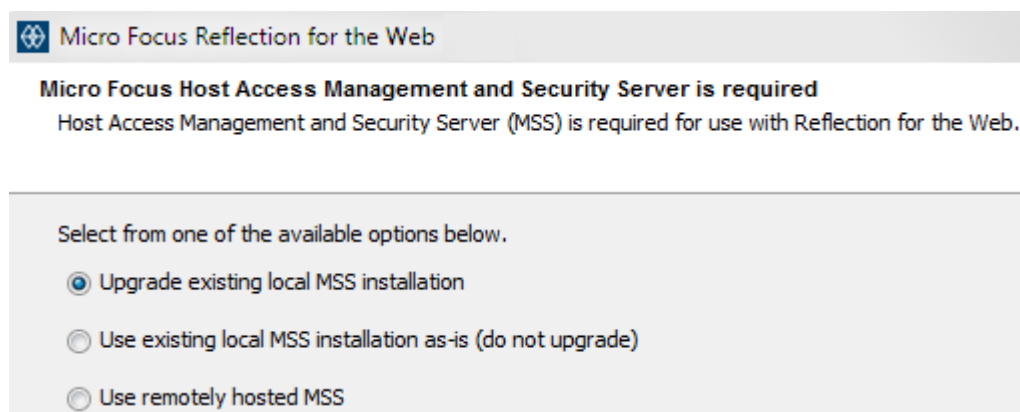 Micro Focus Reflection for the Web
Micro Focus Host Access Management and Security Server is required
Host Access Management and Security Server (MSS) is required for use with Reflection for the Web.
Select from one of the available options below.
Upgrade existing local MSS installation
Use existing local MSS installation as-is (do not upgrade)
Use remotely hosted MSS